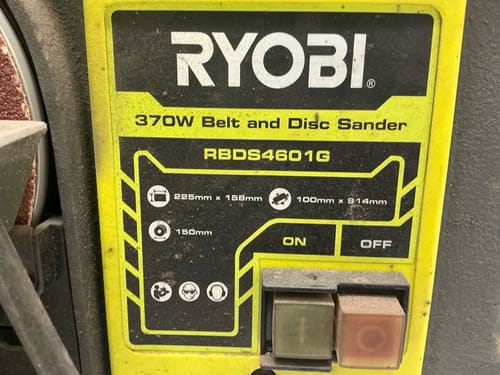 RYOBI®
370W Belt and Disc Sander
RBDS4601G
225mm x 158mm 100mm x 914mm
150mm
ON OFF
I O